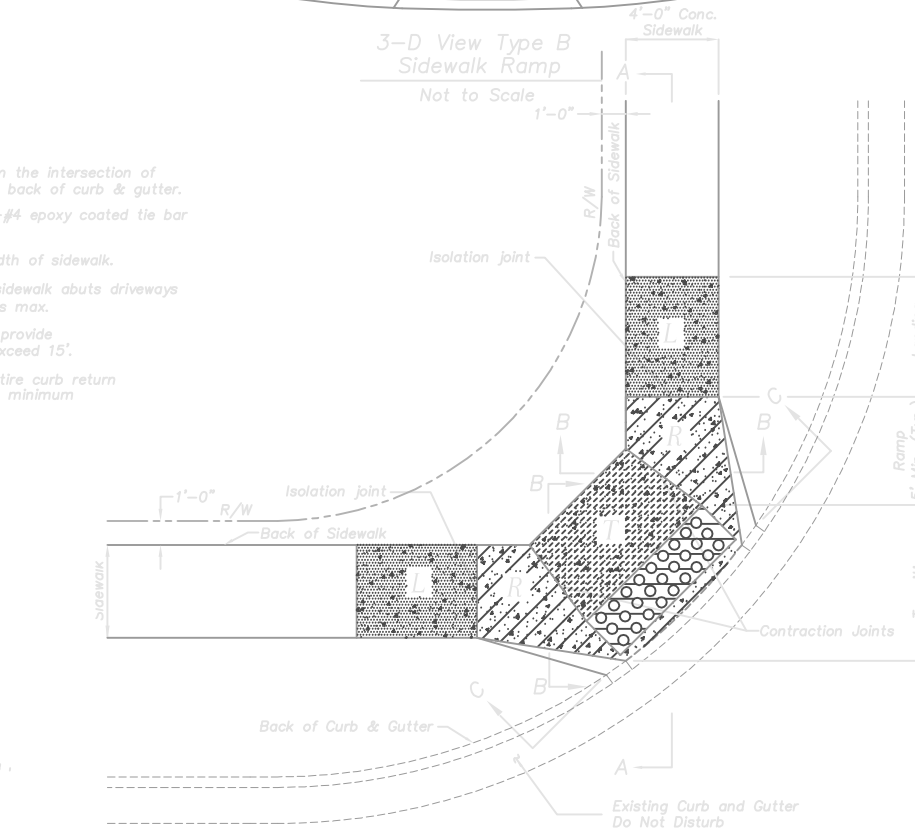 4'-0" Conc.
Sidewalk
3-D View Type B
Sidewalk Ramp
Not to Scale
A
1'-0"
Back of Sidewalk
R/W
n the intersection of
back of curb & gutter.
-#4 epoxy coated tie bar
dth of sidewalk.
sidewalk abuts driveways
s max.
provide
exceed 15'.
tire curb return
minimum
Isolation joint
L
C
B
B
R
Ramp
B
T
1'-0"
R/W
Isolation joint
Back of Sidewalk
Sidewalk
L
R
Contraction Joints
B
C
Back of Curb & Gutter
A
Existing Curb and Gutter
Do Not Disturb